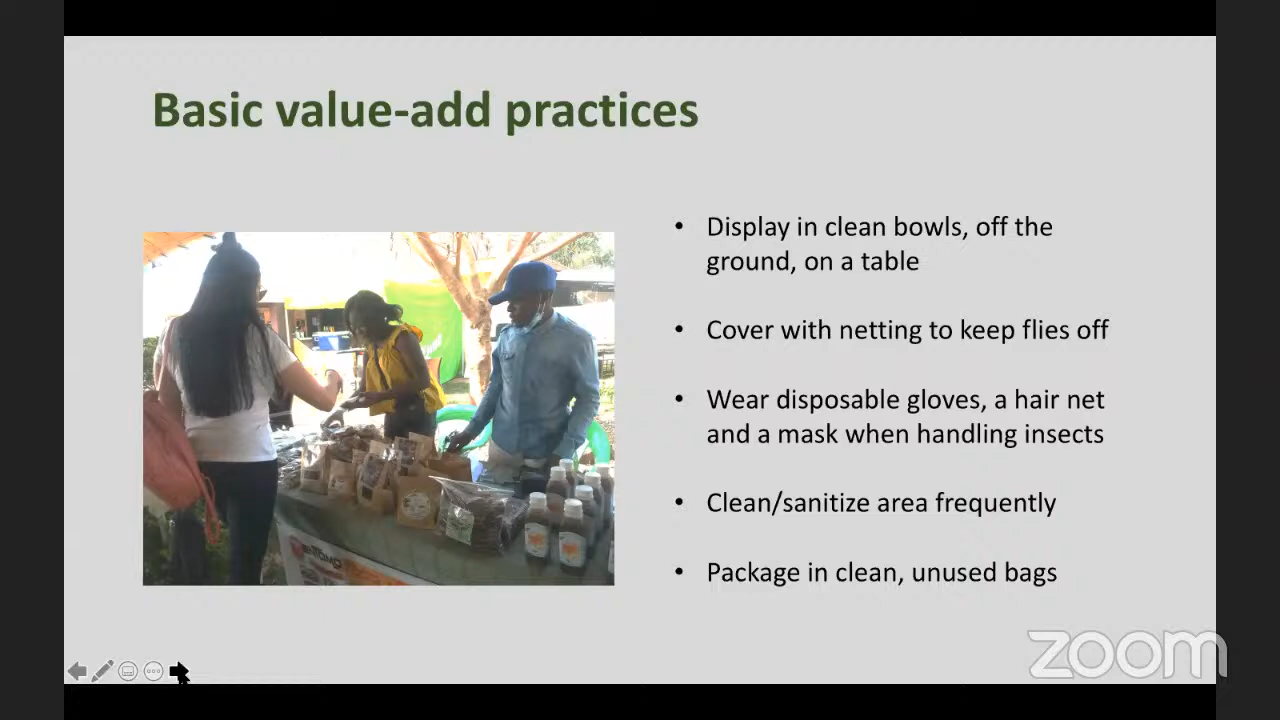 Basic value-add practices
• Display in clean bowls, off the
ground, on a table
• Cover with netting to keep flies off
• Wear disposable gloves, a hair net
and a mask when handling insects
• Clean/sanitize area frequently
• Package in clean, unused bags
zoom